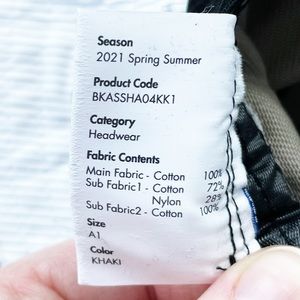 Season
2021 Spring Summer
Product Code
BKASSHA04KK1
Category
Headwear
Fabric Contents
Main Fabric - Cotton 100%
Sub Fabric1 - Cotton 72%
Nylon 28%
Sub Fabric2 - Cotton 100%
Size
A1
Color
KHAKI